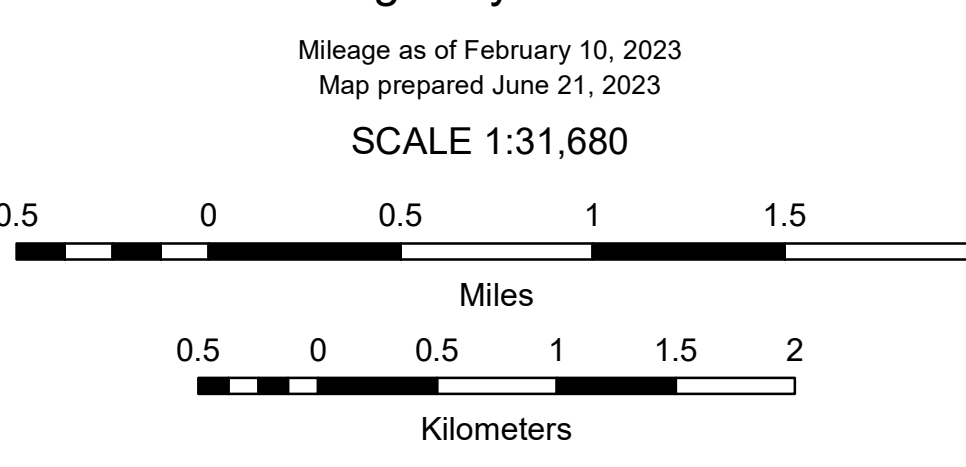 Mileage as of February 10, 2023
Map prepared June 21, 2023
SCALE 1:31,680
0.5 0 0.5 1 1.5
Miles
0.5 0 0.5 1 1.5 2
Kilometers